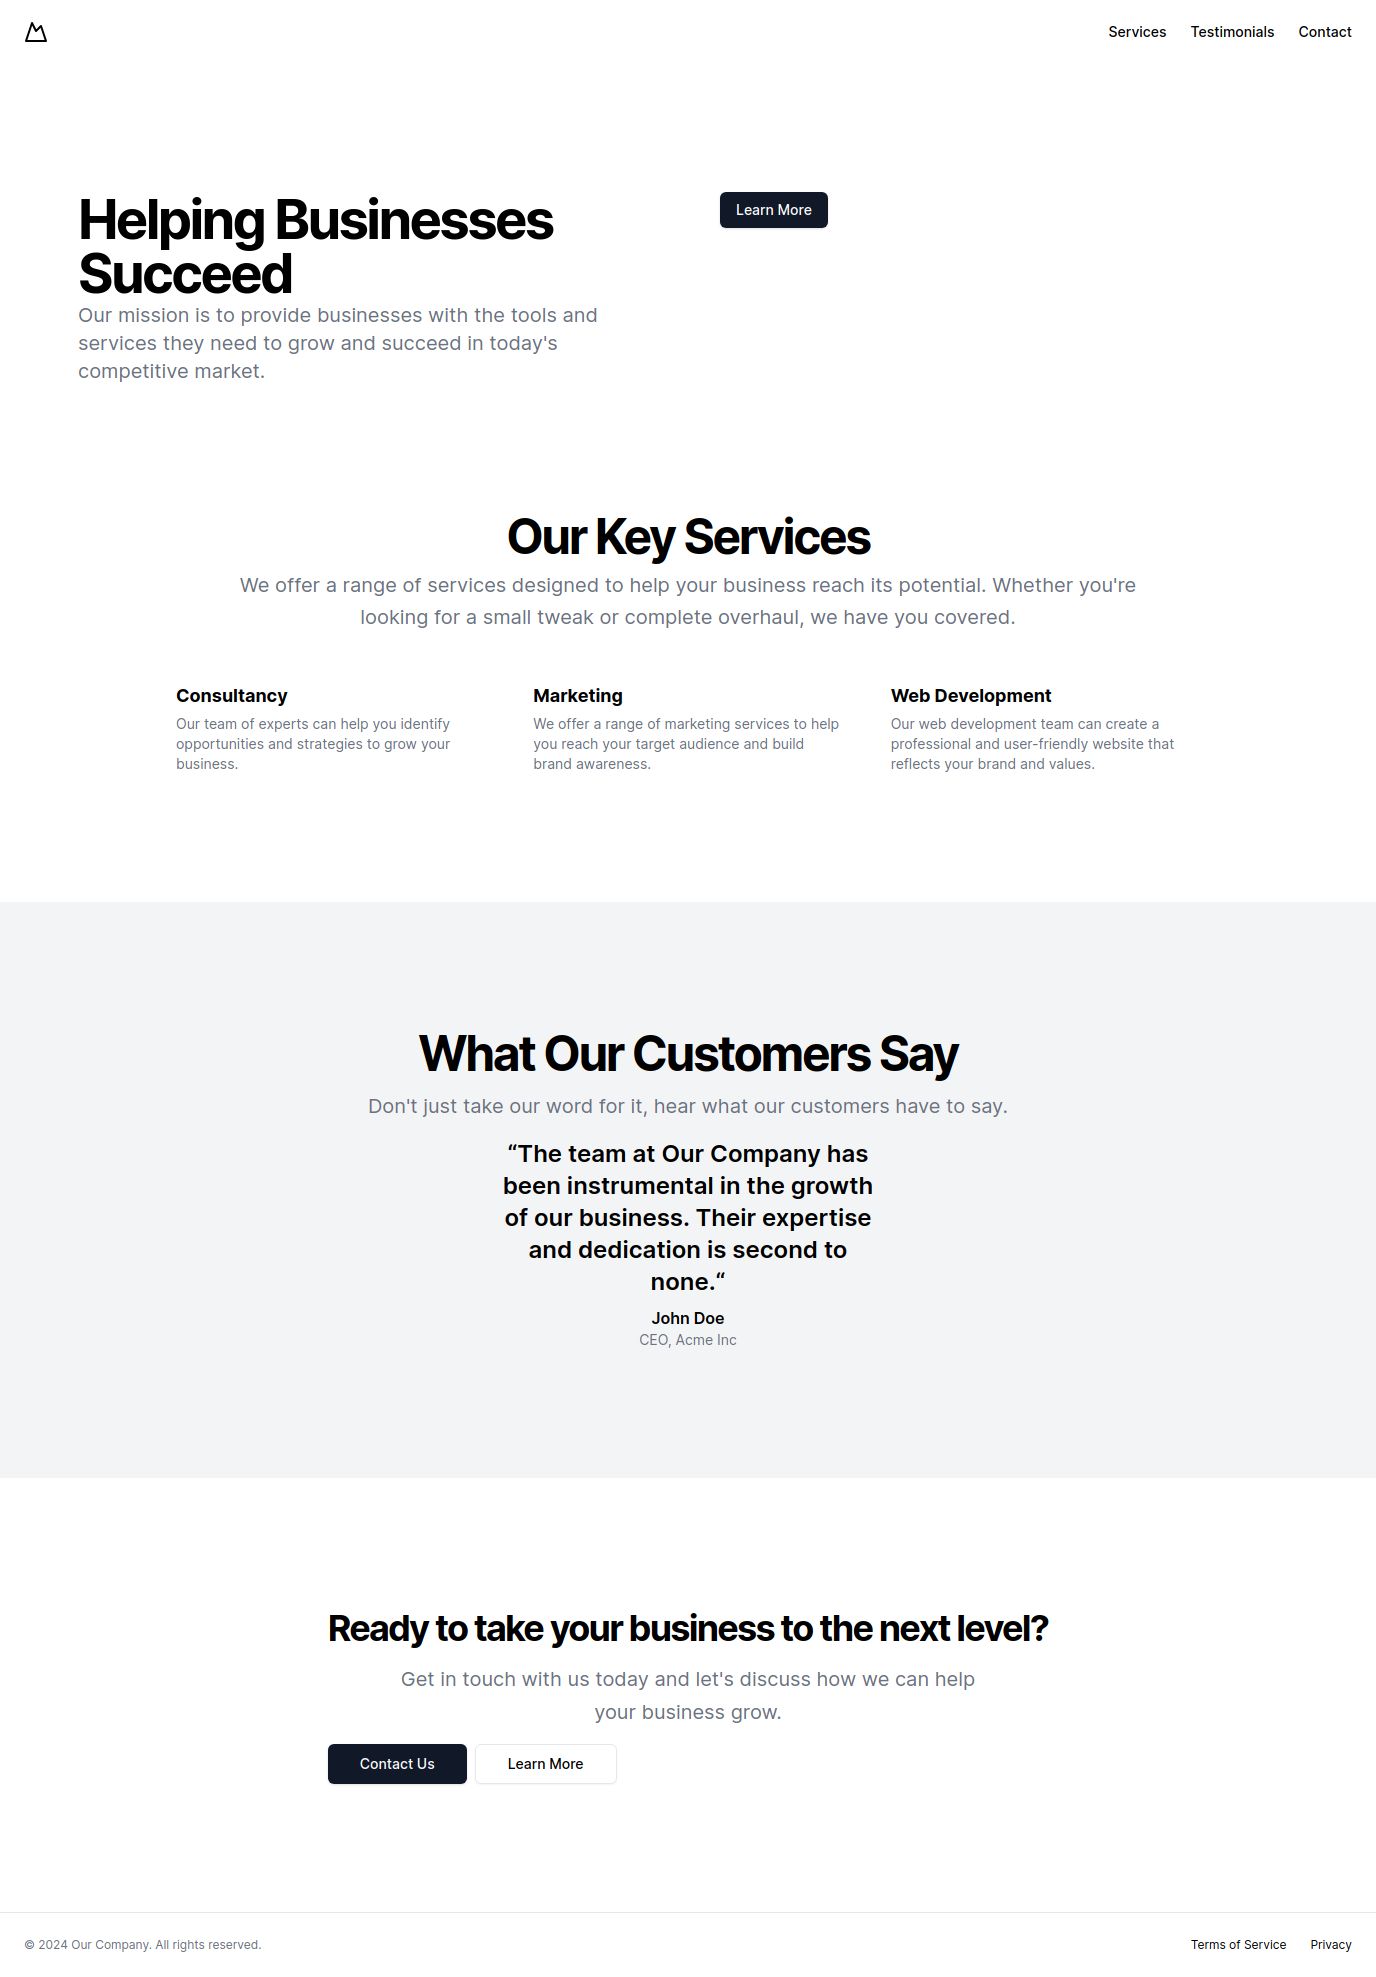 Services Testimonials Contact
Helping Businesses
Succeed
Our mission is to provide businesses with the tools and
services they need to grow and succeed in today's
competitive market.
Learn More
Our Key Services
We offer a range of services designed to help your business reach its potential. Whether you're
looking for a small tweak or complete overhaul, we have you covered.
Consultancy
Our team of experts can help you identify
opportunities and strategies to grow your
business.
Marketing
We offer a range of marketing services to help
you reach your target audience and build
brand awareness.
Web Development
Our web development team can create a
professional and user-friendly website that
reflects your brand and values.
What Our Customers Say
Don't just take our word for it, hear what our customers have to say.
“The team at Our Company has
been instrumental in the growth
of our business. Their expertise
and dedication is second to
none.“
John Doe
CEO, Acme Inc
Ready to take your business to the next level?
Get in touch with us today and let's discuss how we can help
your business grow.
Contact Us Learn More
© 2024 Our Company. All rights reserved.
Terms of Service Privacy